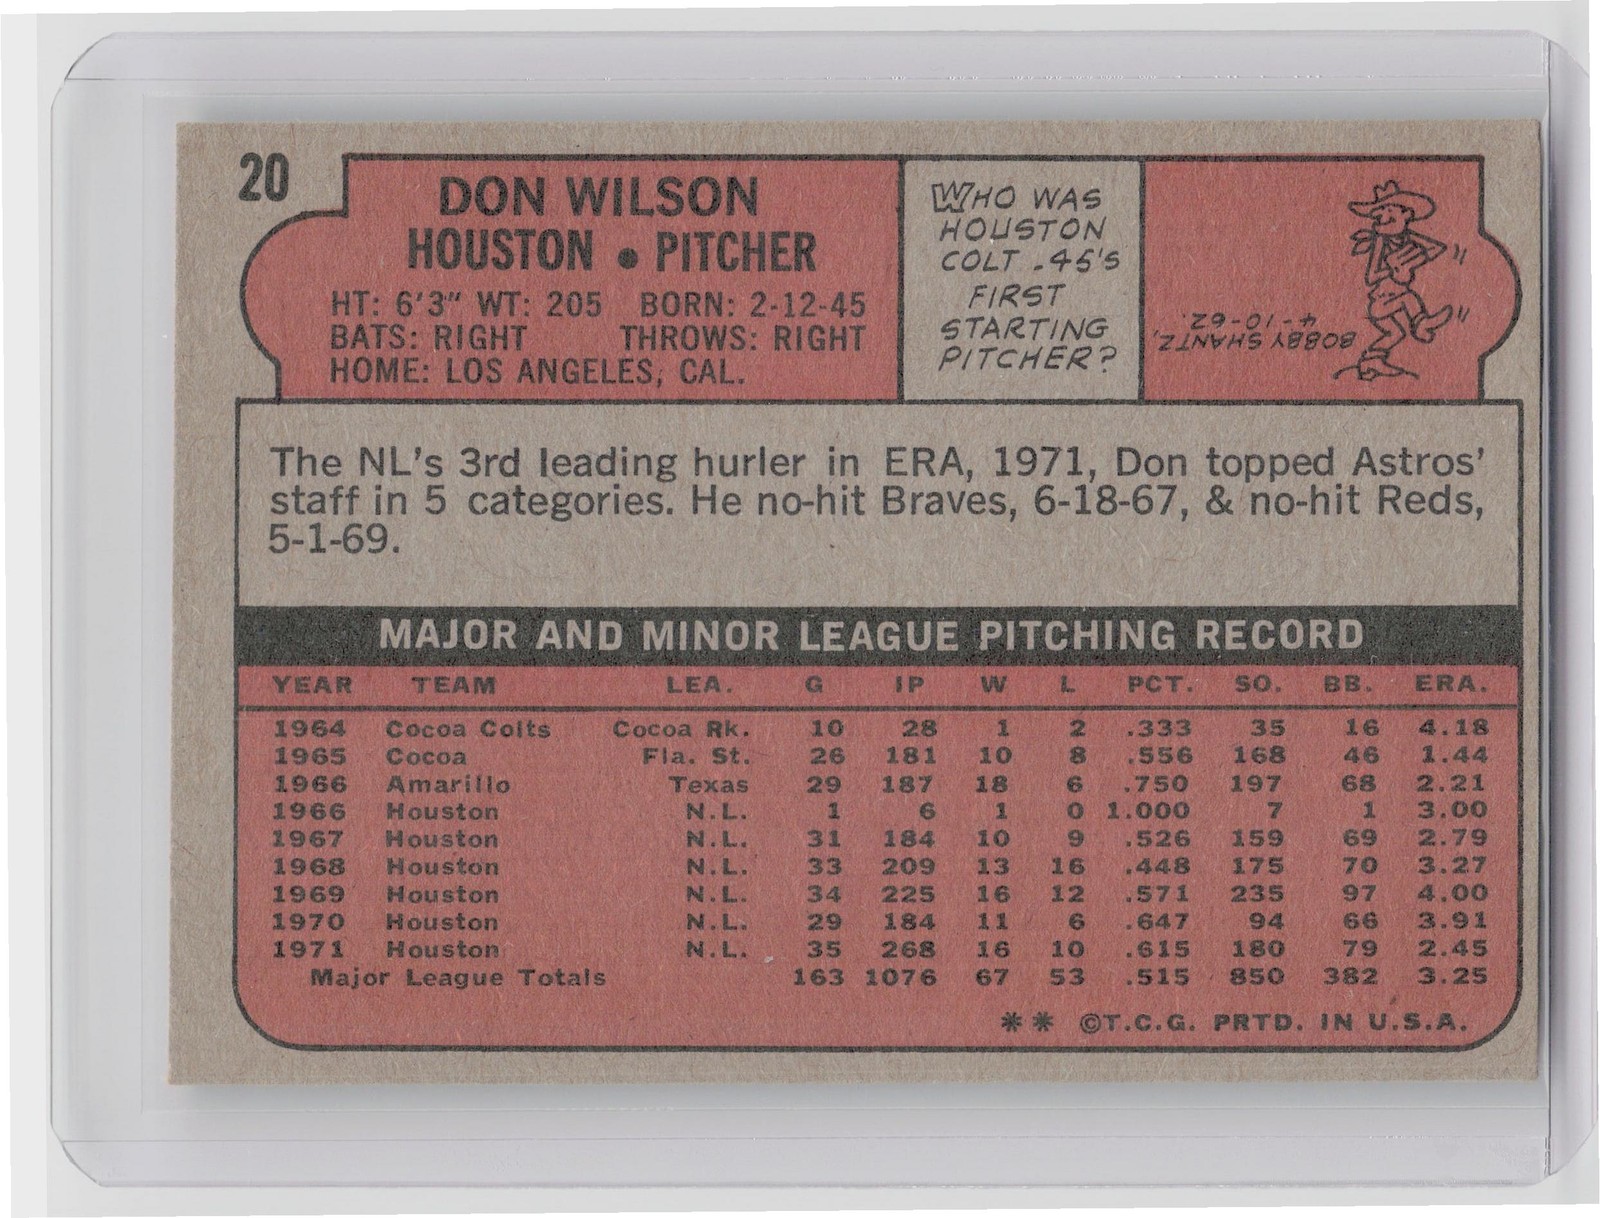 20
DON WILSON
HOUSTON • PITCHER
HT: 6'3" WT: 205 BORN: 2-12-45
BATS: RIGHT THROWS: RIGHT
HOME: LOS ANGELES, CAL.
WHO WAS
HOUSTON
COLT .45'S
FIRST
STARTING
PITCHER?
BOBBY SHANTZ,
4-10-62.
The NL's 3rd leading hurler in ERA, 1971, Don topped Astros'
staff in 5 categories. He no-hit Braves, 6-18-67, & no-hit Reds,
5-1-69.
MAJOR AND MINOR LEAGUE PITCHING RECORD
YEAR TEAM LEA. G IP W L PCT. SO. BB. ERA.
1964 Cocoa Colts Cocoa Rk. 10 28 1 2 .333 35 16 4.18
1965 Cocoa Fla. St. 26 181 10 8 .556 168 46 1.44
1966 Amarillo Texas 29 187 18 6 .750 197 68 2.21
1966 Houston N.L. 1 6 1 0 1.000 7 1 3.00
1967 Houston N.L. 31 184 10 9 .526 159 69 2.79
1968 Houston N.L. 33 209 13 16 .448 175 70 3.27
1969 Houston N.L. 34 225 16 12 .571 235 97 4.00
1970 Houston N.L. 29 184 11 6 .647 94 66 3.91
1971 Houston N.L. 35 268 16 10 .615 180 79 2.45
Major League Totals 163 1076 67 53 .515 850 382 3.25
** ©T.C.G. PRTD. IN U.S.A.